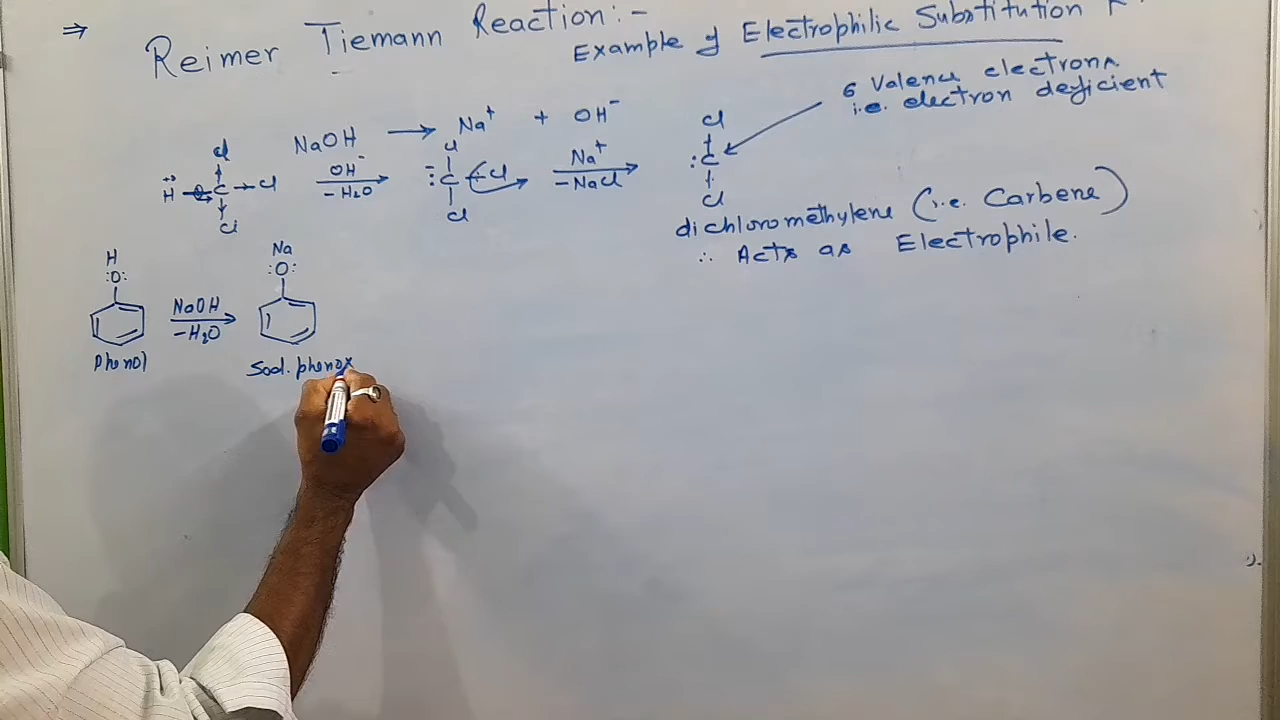 ⇒ Reimer Tiemann Reaction:-
Example of Electrophilic Substitution
6 Valence electrons
i.e. electron deficient
NaOH → Na+ + OH-
Cl
H C Cl
Cl
OH-
-H2O
Cl
:C Cl
Cl
Na+
-NaCl
Cl
:C
Cl
dichloromethylene (i.e. Carbene)
∴ Acts as Electrophile.
H
:O:
NaOH
-H2O
Phenol
Na
:O:
Sod. phenox